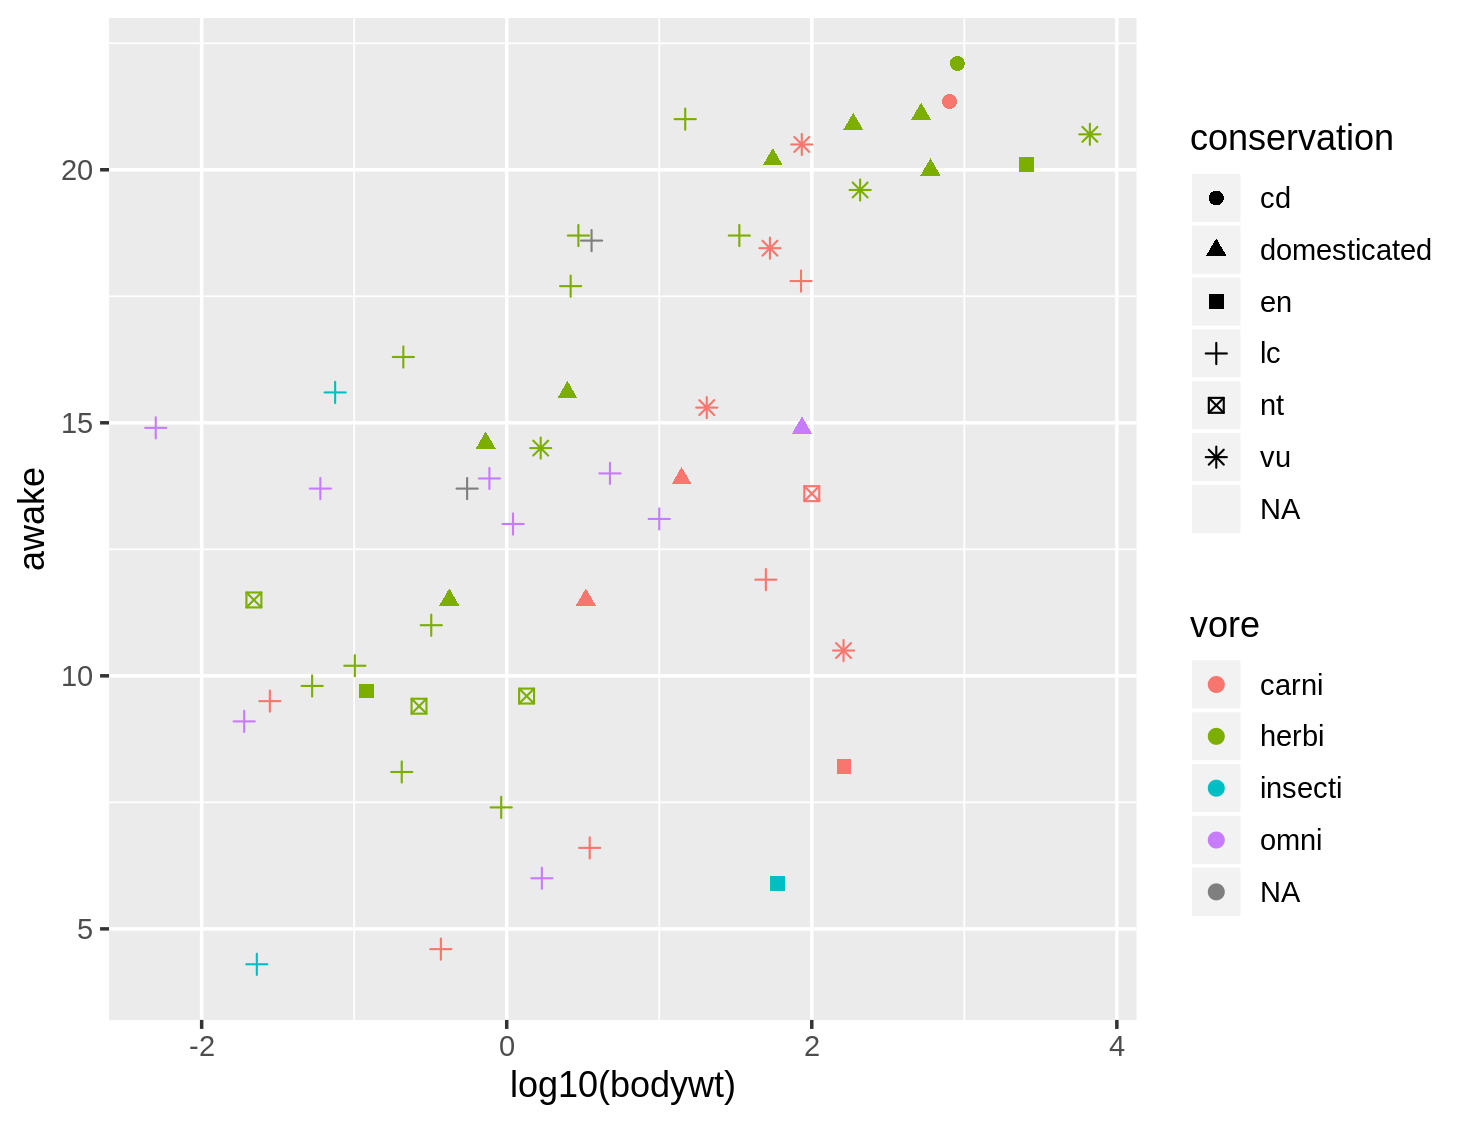 20
15
10
5
awake
-2
0
2
4
log10(bodywt)
conservation
cd
domesticated
en
lc
nt
vu
NA
vore
carni
herbi
insecti
omni
NA